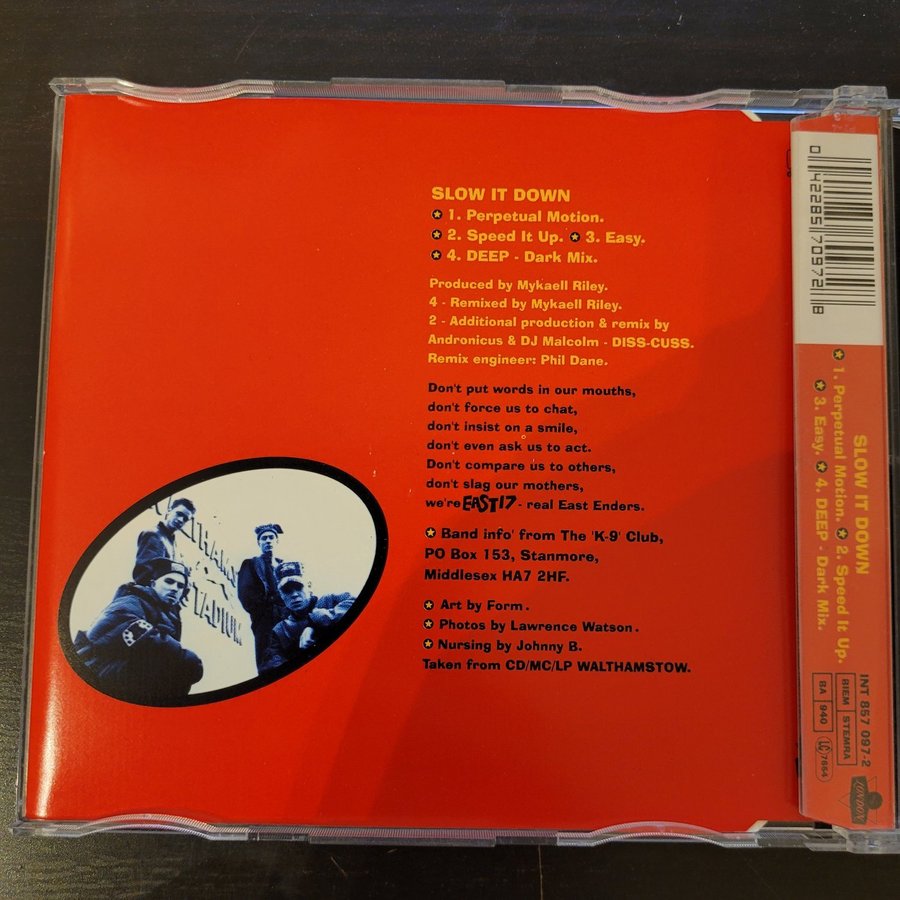 SLOW IT DOWN
1. Perpetual Motion.
2. Speed It Up. 3. Easy.
4. DEEP - Dark Mix.
Produced by Mykaell Riley.
4 - Remixed by Mykaell Riley.
2 - Additional production & remix by
Andronicus & DJ Malcolm - DISS-CUSS.
Remix engineer: Phil Dane.
Don't put words in our mouths,
don't force us to chat,
don't insist on a smile,
don't even ask us to act.
Don't compare us to others,
don't slag our mothers,
we're EAST17 - real East Enders.
Band info' from The 'K-9' Club,
PO Box 153, Stanmore,
Middlesex HA7 2HF.
Art by Form.
Photos by Lawrence Watson.
Nursing by Johnny B.
Taken from CD/MC/LP WALTHAMSTOW.
STADIUM
0 42285 70972 8
SLOW IT DOWN
1. Perpetual Motion. 2. Speed It Up.
3. Easy. 4. DEEP - Dark Mix.
INT 857 097-2
BIEM STEMRA
BA 940 LC 7654
LONDON